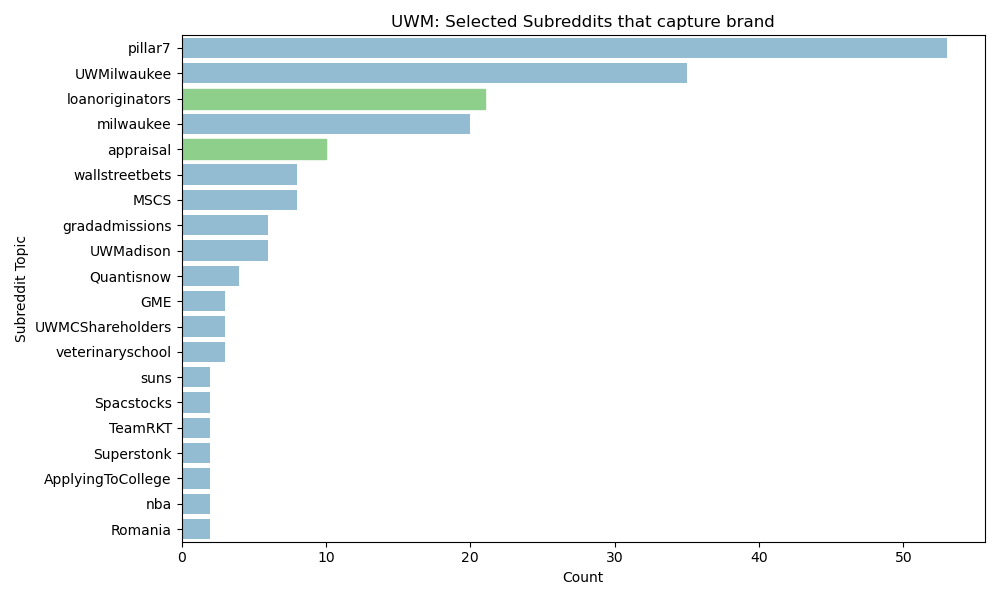 UWM: Selected Subreddits that capture brand
Subreddit Topic
pillar7
UWMilwaukee
loanoriginators
milwaukee
appraisal
wallstreetbets
MSCS
gradadmissions
UWMadison
Quantisnow
GME
UWMCShareholders
veterinaryschool
suns
Spacstocks
TeamRKT
Superstonk
ApplyingToCollege
nba
Romania
0 10 20 30 40 50
Count